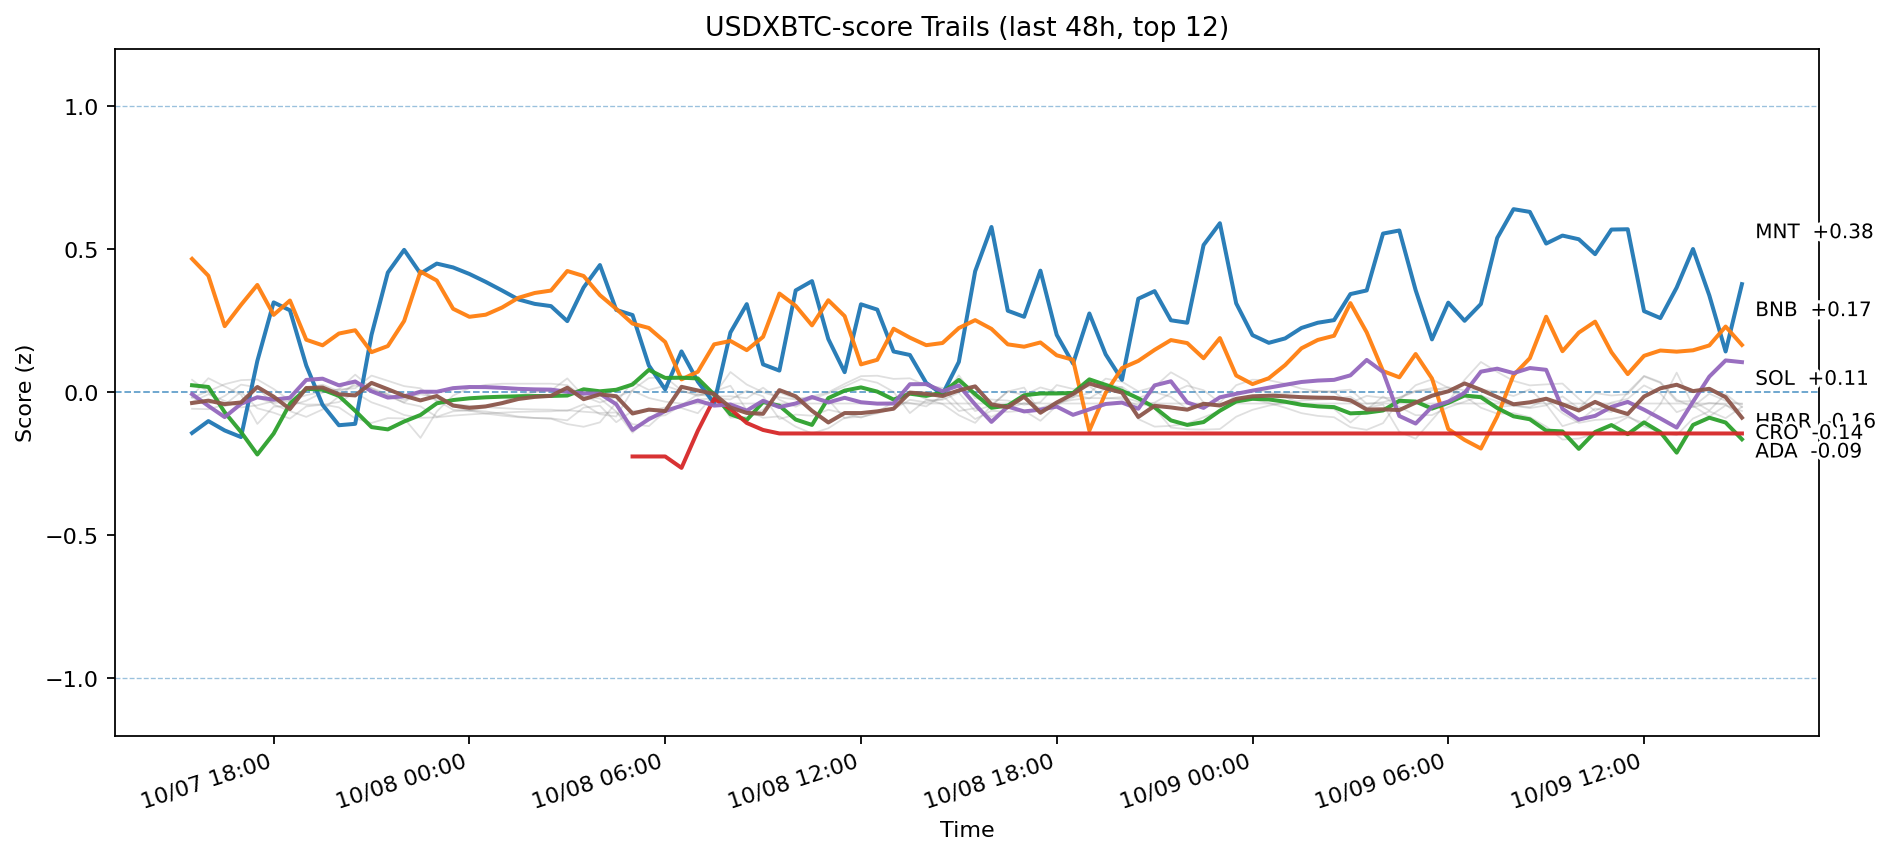 USDXBTC-score Trails (last 48h, top 12)
1.0
0.5
0.0
−0.5
−1.0
Score (z)
MNT +0.38
BNB +0.17
SOL +0.11
HBAR -0.16
CRO -0.14
ADA -0.09
10/07 18:00
10/08 00:00
10/08 06:00
10/08 12:00
10/08 18:00
10/09 00:00
10/09 06:00
10/09 12:00
Time